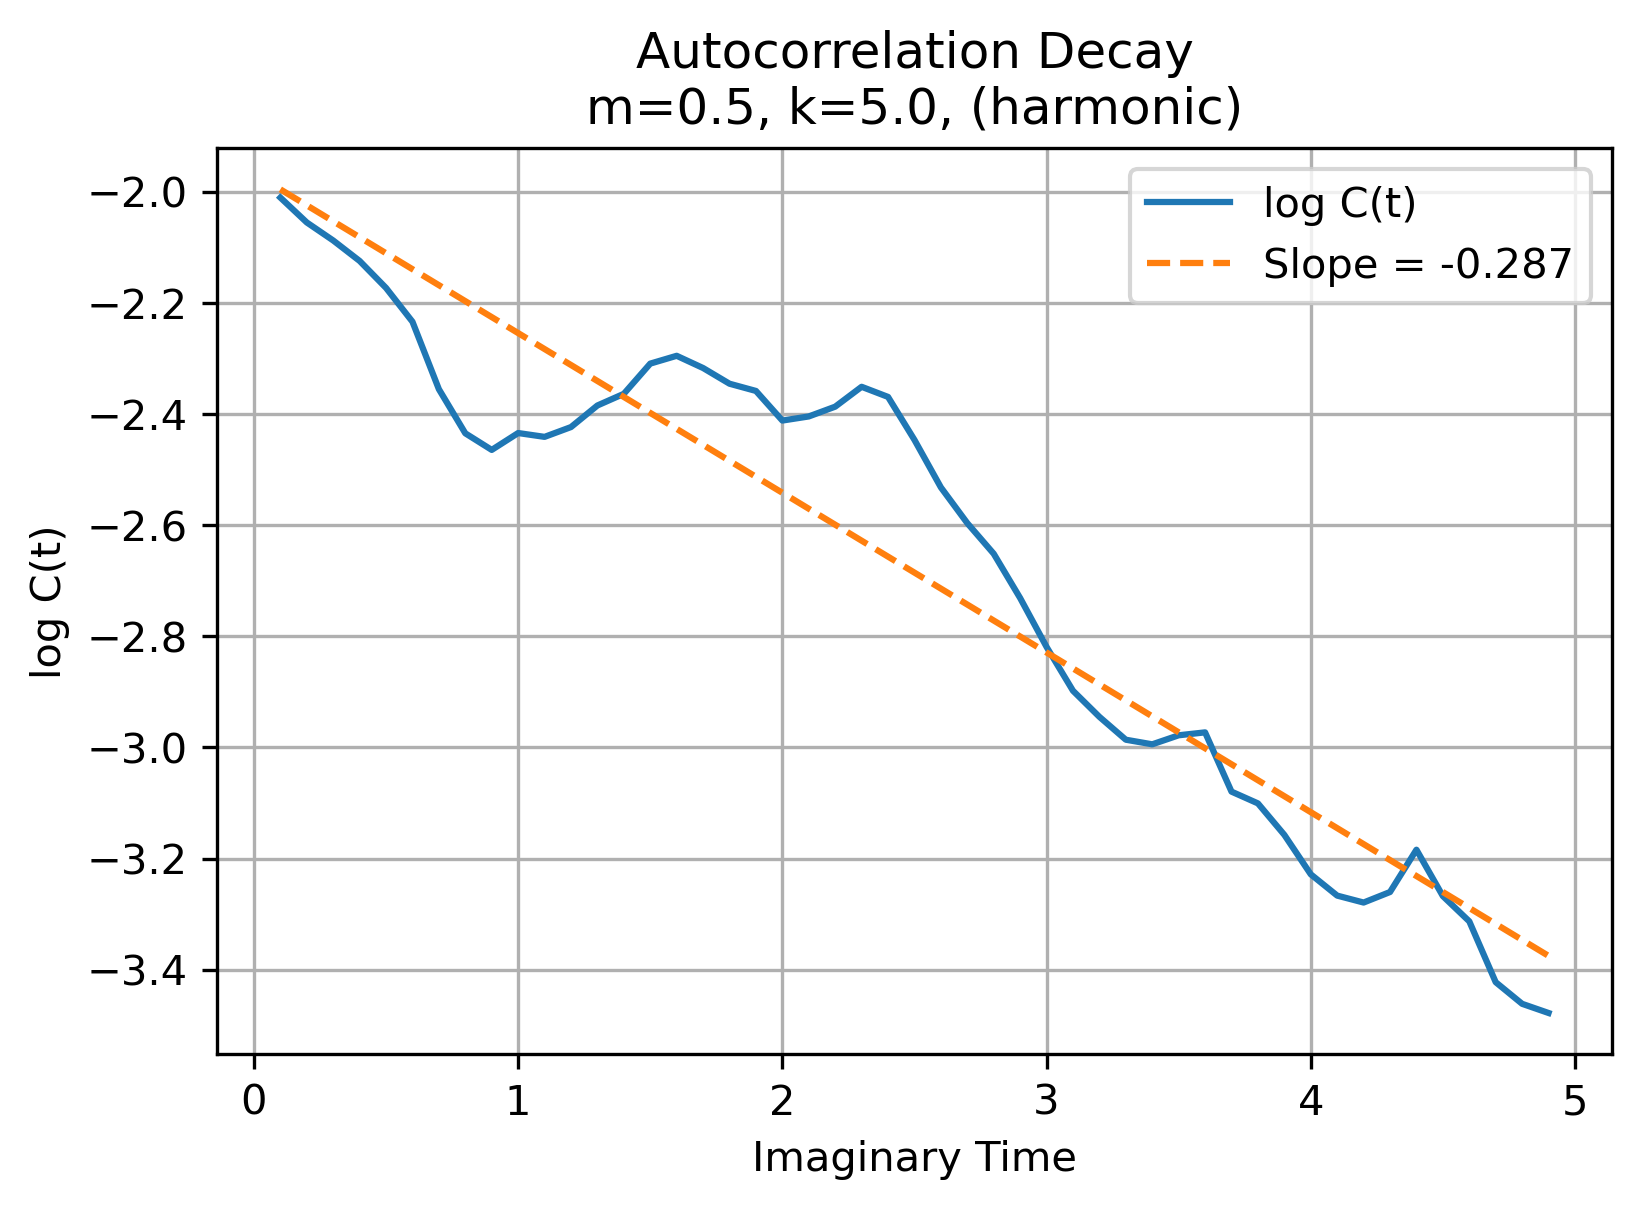 Autocorrelation Decay
m=0.5, k=5.0, (harmonic)
log C(t)
Slope = -0.287
−2.0
−2.2
−2.4
−2.6
−2.8
−3.0
−3.2
−3.4
log C(t)
0 1 2 3 4 5
Imaginary Time